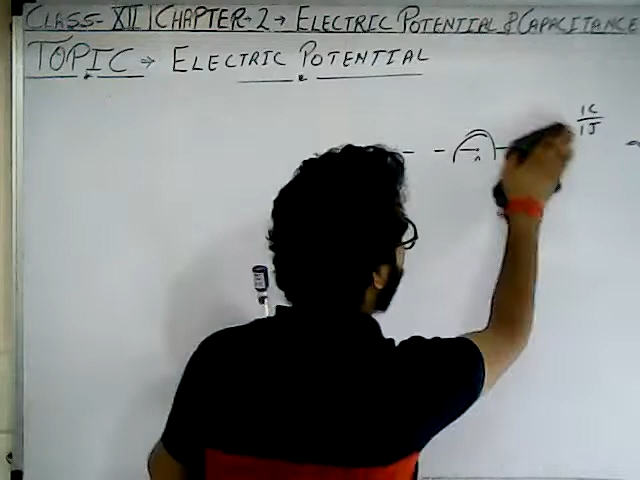 CLASS-XII | CHAPTER-2 → ELECTRIC POTENTIAL & CAPACITANCE
TOPIC → ELECTRIC POTENTIAL
1C
1J